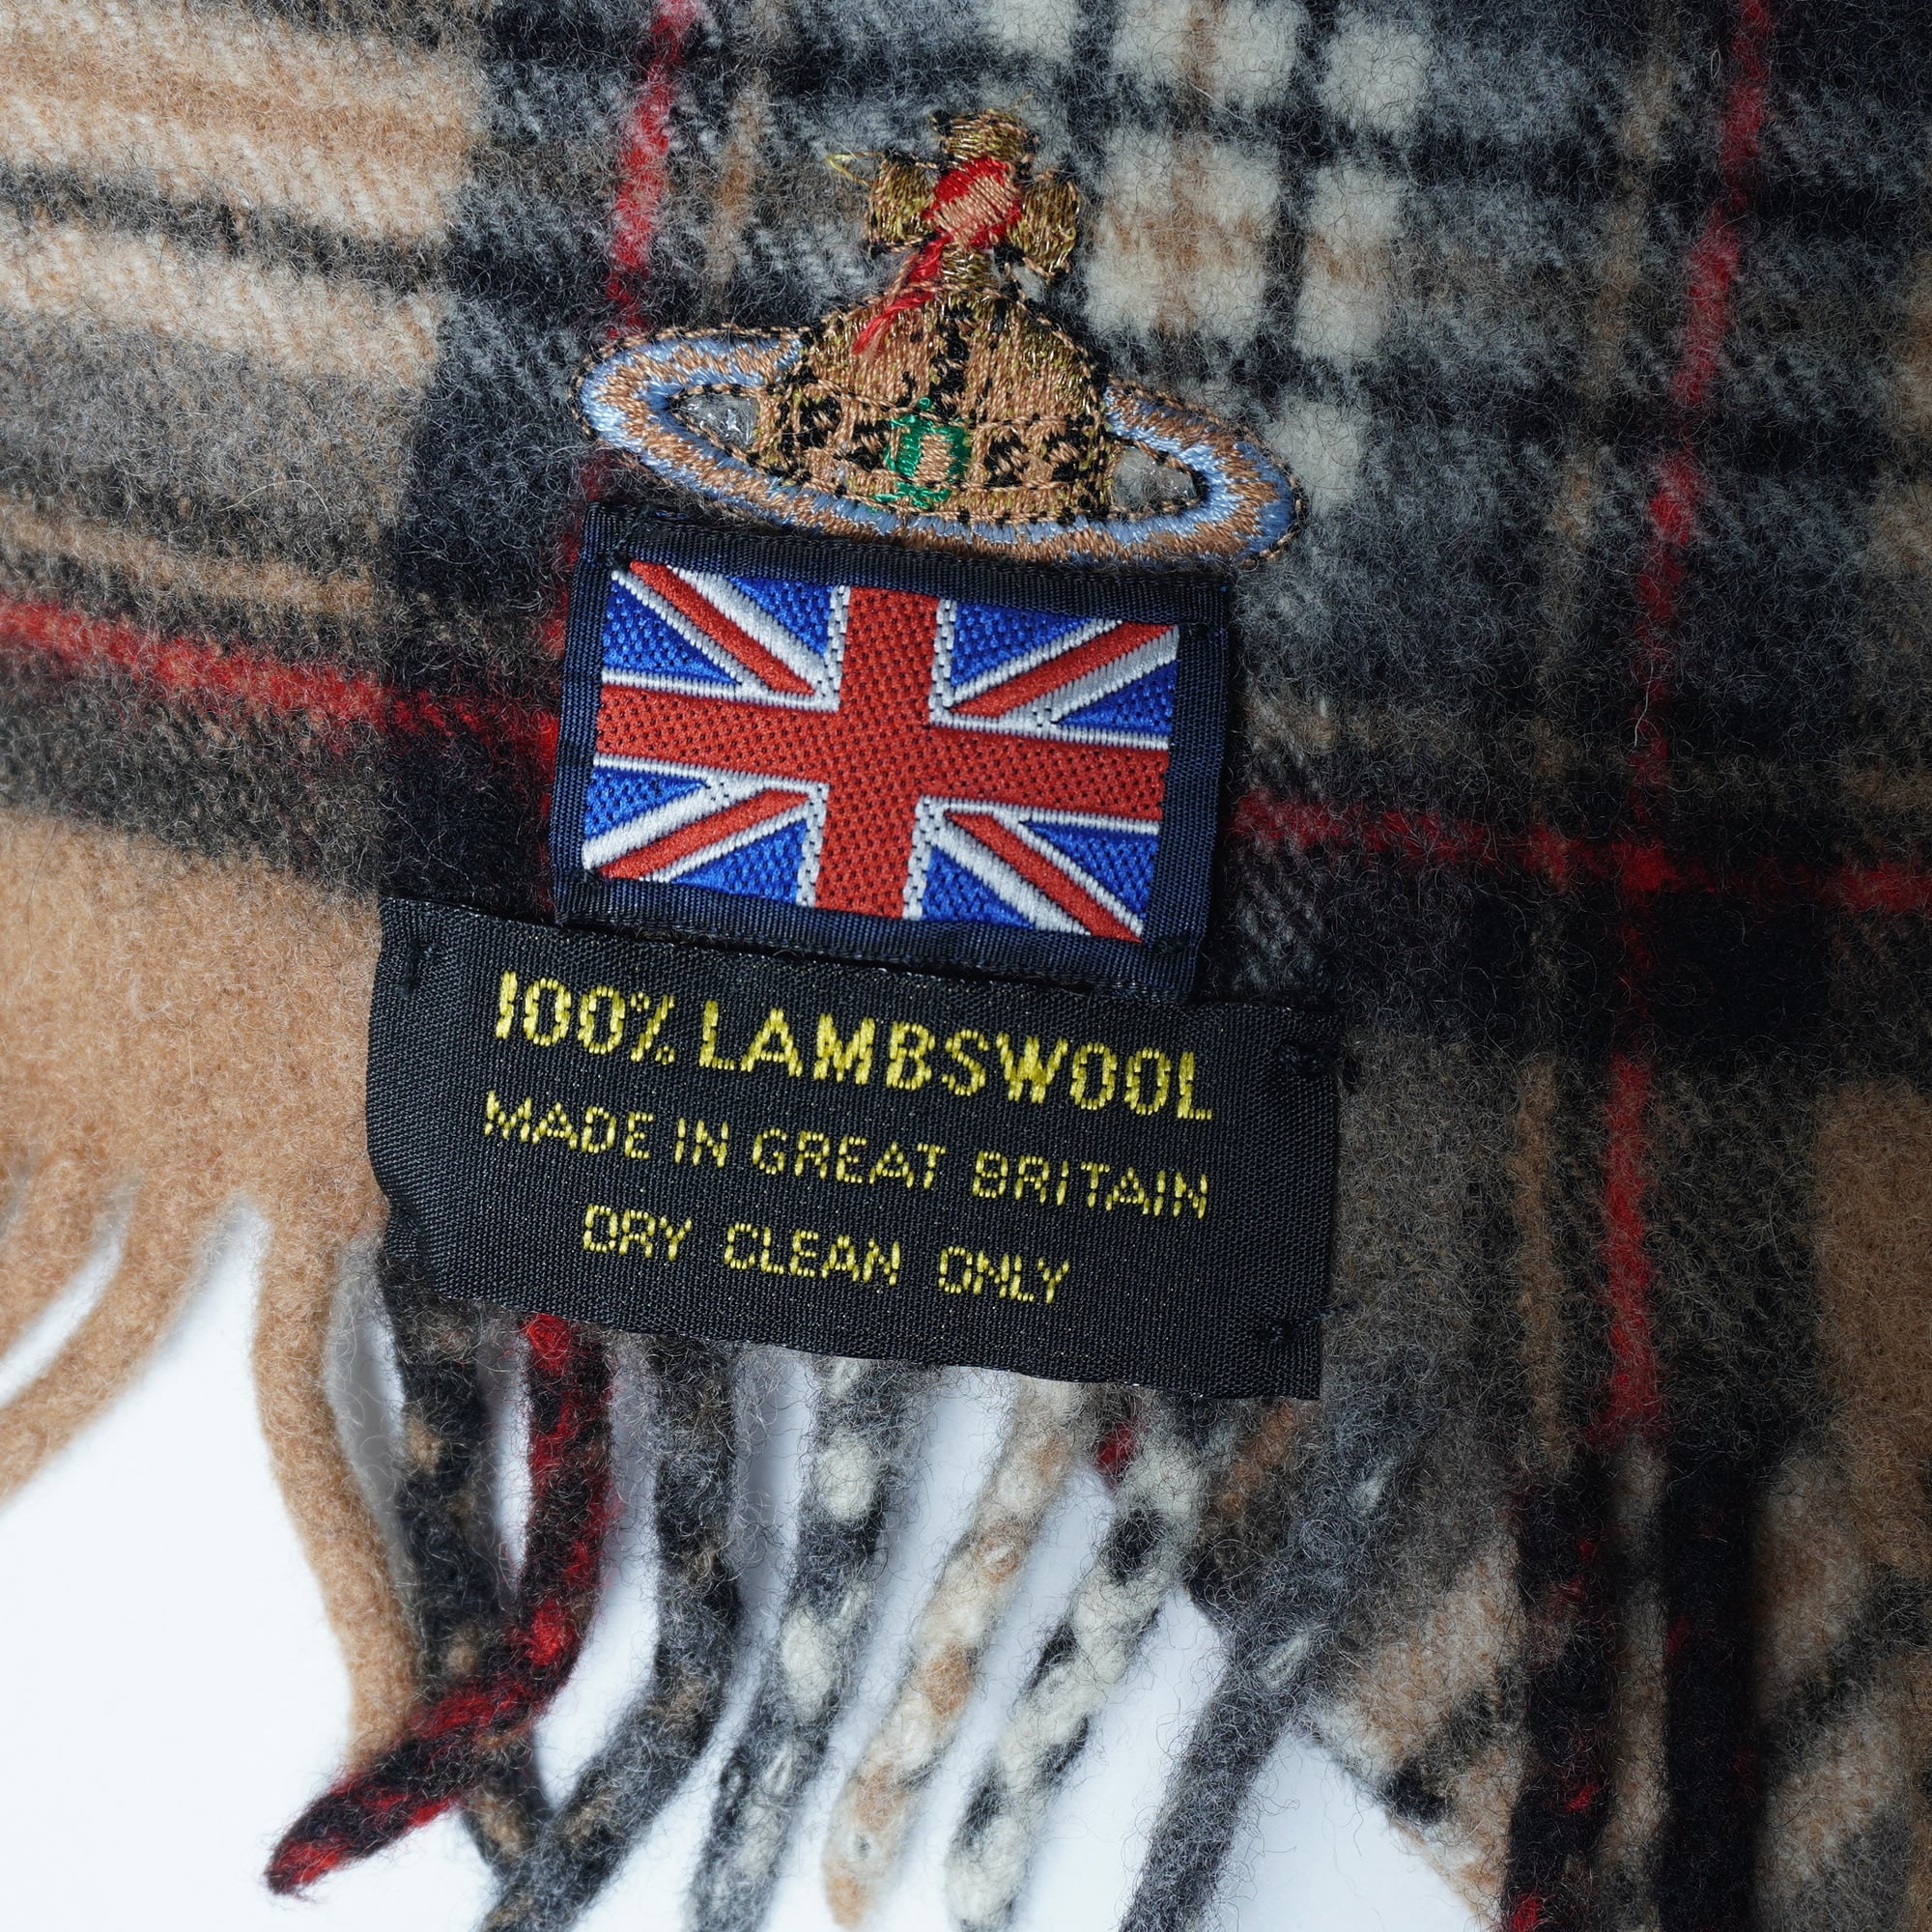 100% LAMBSWOOL
MADE IN GREAT BRITAIN
DRY CLEAN ONLY